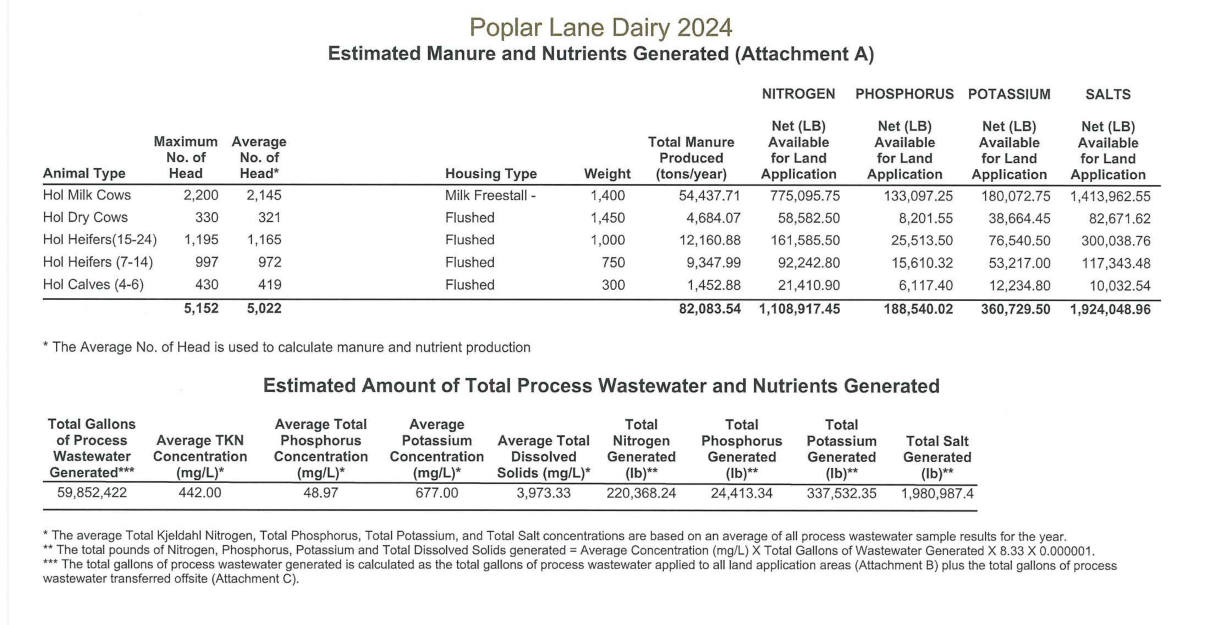 Poplar Lane Dairy 2024
Estimated Manure and Nutrients Generated (Attachment A)
NITROGEN PHOSPHORUS POTASSIUM SALTS
Animal Type Maximum No. of Head Average No. of Head* Housing Type Weight Total Manure Produced (tons/year) Net (LB) Available for Land Application Net (LB) Available for Land Application Net (LB) Available for Land Application Net (LB) Available for Land Application
Hol Milk Cows 2,200 2,145 Milk Freestall - 1,400 54,437.71 775,095.75 133,097.25 180,072.75 1,413,962.55
Hol Dry Cows 330 321 Flushed 1,450 4,684.07 58,582.50 8,201.55 38,664.45 82,671.62
Hol Heifers(15-24) 1,195 1,165 Flushed 1,000 12,160.88 161,585.50 25,513.50 76,540.50 300,038.76
Hol Heifers (7-14) 997 972 Flushed 750 9,347.99 92,242.80 15,610.32 53,217.00 117,343.48
Hol Calves (4-6) 430 419 Flushed 300 1,452.88 21,410.90 6,117.40 12,234.80 10,032.54
5,152 5,022 82,083.54 1,108,917.45 188,540.02 360,729.50 1,924,048.96
* The Average No. of Head is used to calculate manure and nutrient production
Estimated Amount of Total Process Wastewater and Nutrients Generated
Total Gallons of Process Wastewater Generated*** Average TKN Concentration (mg/L)* Average Total Phosphorus Concentration (mg/L)* Average Potassium Concentration (mg/L)* Average Total Dissolved Solids (mg/L)* Total Nitrogen Generated (lb)** Total Phosphorus Generated (lb)** Total Potassium Generated (lb)** Total Salt Generated (lb)**
59,852,422 442.00 48.97 677.00 3,973.33 220,368.24 24,413.34 337,532.35 1,980,987.4
* The average Total Kjeldahl Nitrogen, Total Phosphorus, Total Potassium, and Total Salt concentrations are based on an average of all process wastewater sample results for the year.
** The total pounds of Nitrogen, Phosphorus, Potassium and Total Dissolved Solids generated = Average Concentration (mg/L) X Total Gallons of Wastewater Generated X 8.33 X 0.000001.
*** The total gallons of process wastewater generated is calculated as the total gallons of process wastewater applied to all land application areas (Attachment B) plus the total gallons of process
wastewater transferred offsite (Attachment C).